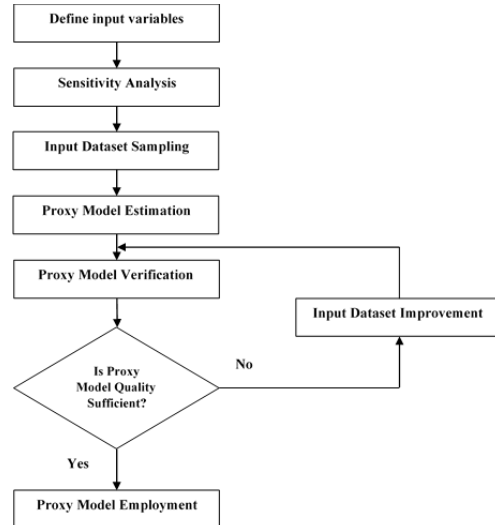 Define input variables
Sensitivity Analysis
Input Dataset Sampling
Proxy Model Estimation
Proxy Model Verification
Input Dataset Improvement
Is Proxy
Model Quality
Sufficient?
No
Yes
Proxy Model Employment